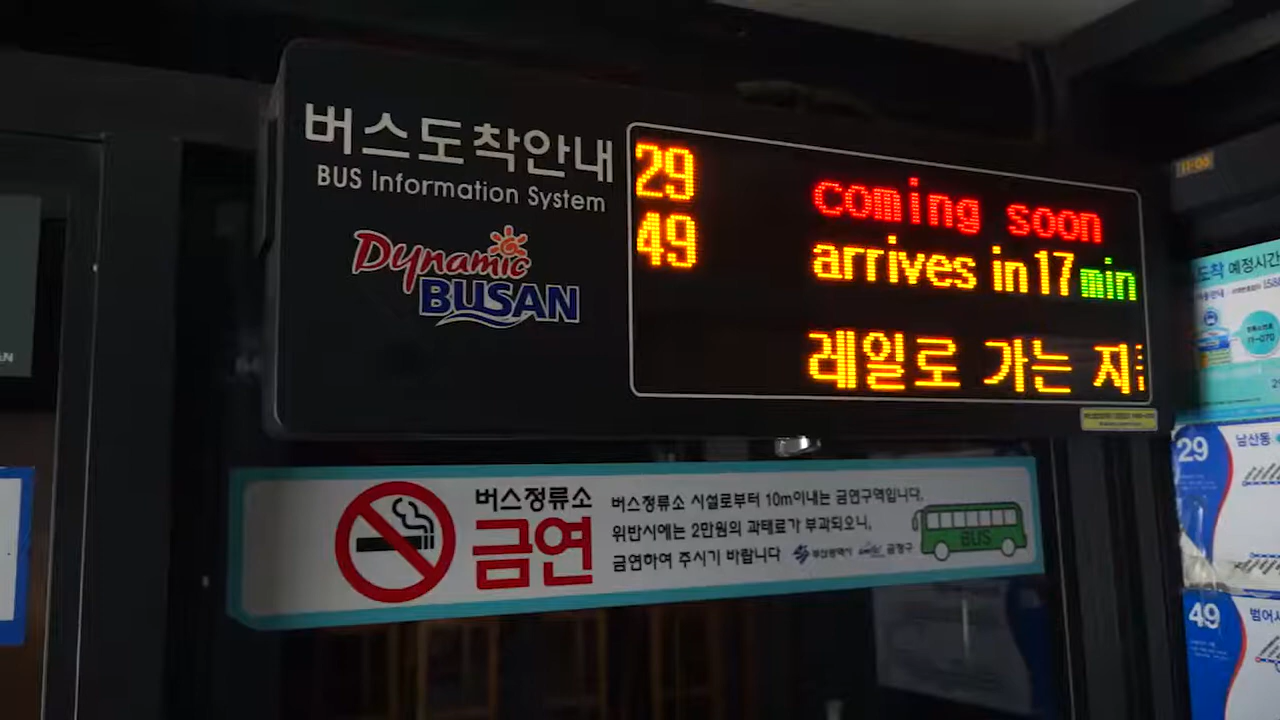 버스도착안내
BUS Information System
Dynamic
BUSAN
29 coming soon
49 arrives in 17 min
레일로 가는
버스정류소
금연
버스정류소 시설로부터 10m이내는 금연구역입니다.
위반시에는 2만원의 과태료가 부과되오니,
금연하여 주시기 바랍니다 부산광역시 금정구
BUS
도착 예정시간
29 남산동
49 범어사